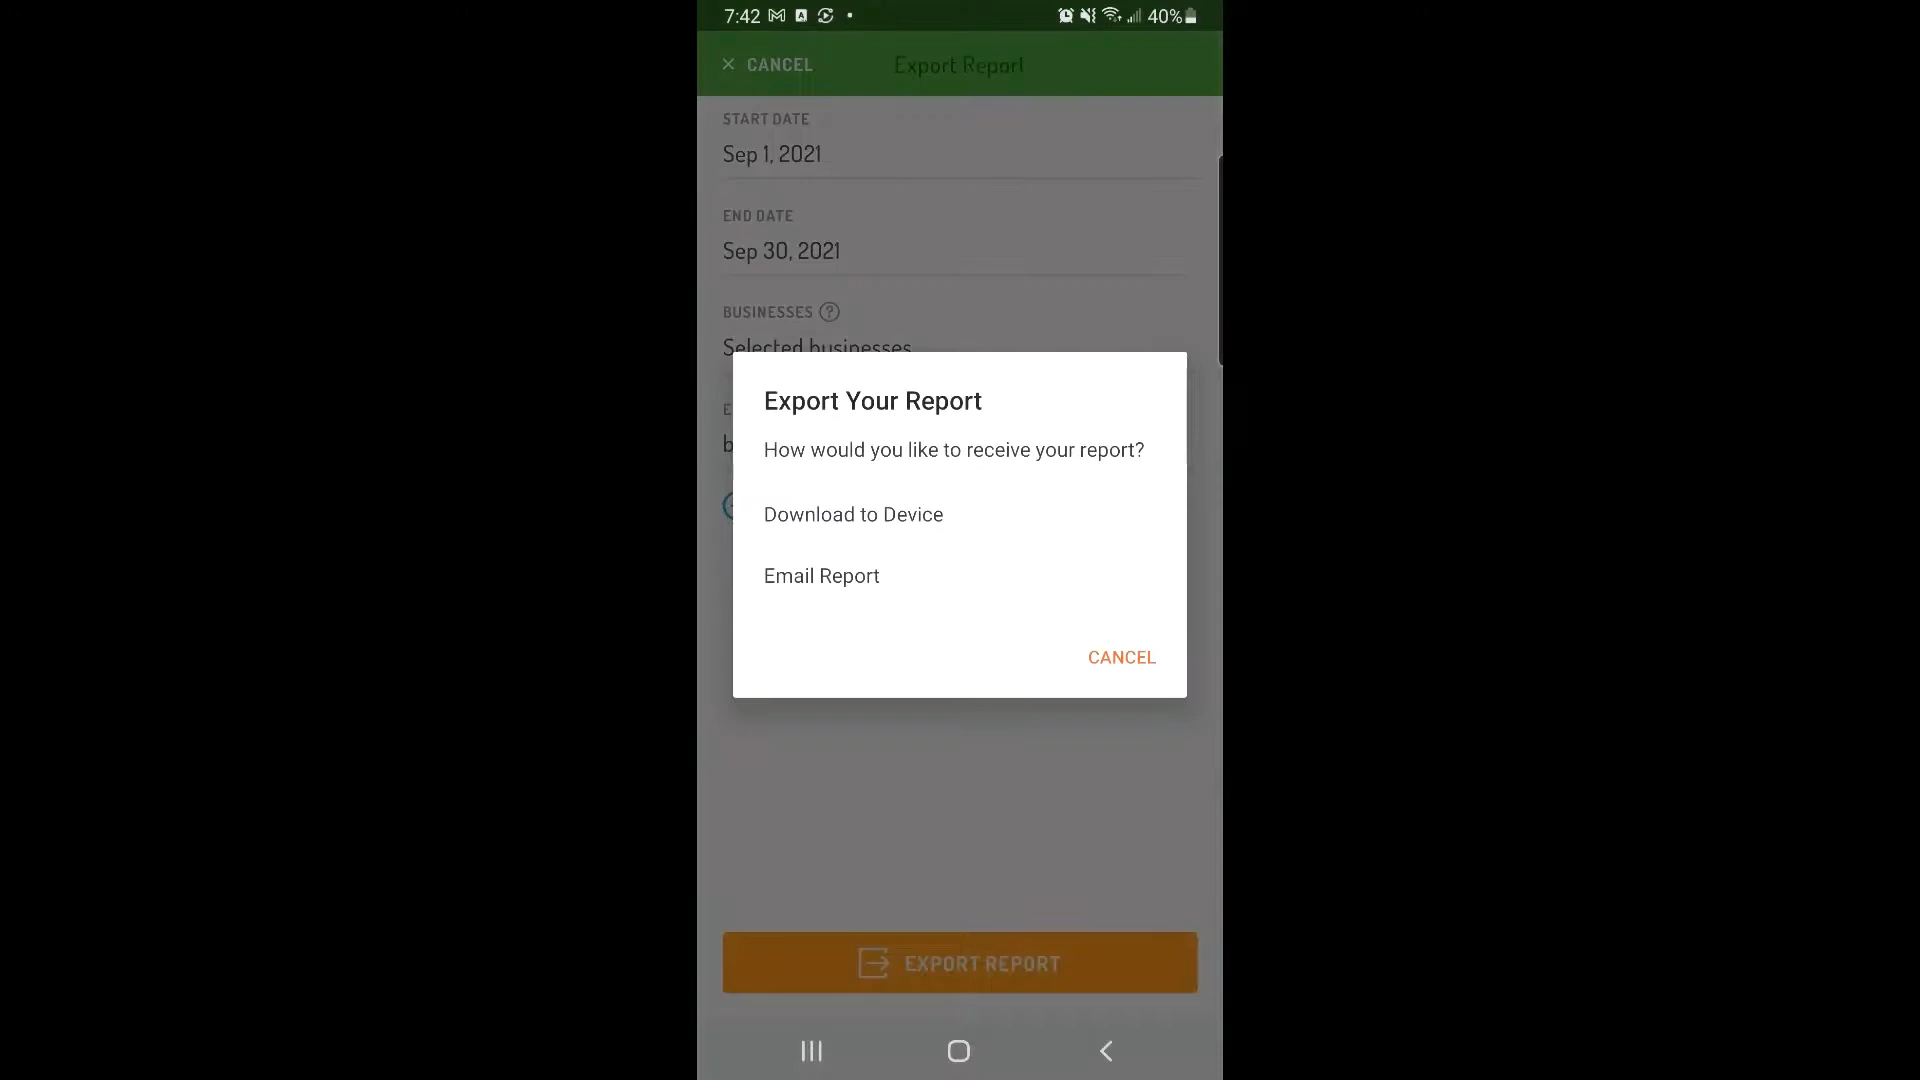 7:42 40%
× CANCEL Export Report
START DATE
Sep 1, 2021
END DATE
Sep 30, 2021
BUSINESSES ?
Selected businesses
Export Your Report
How would you like to receive your report?
Download to Device
Email Report
CANCEL
EXPORT REPORT